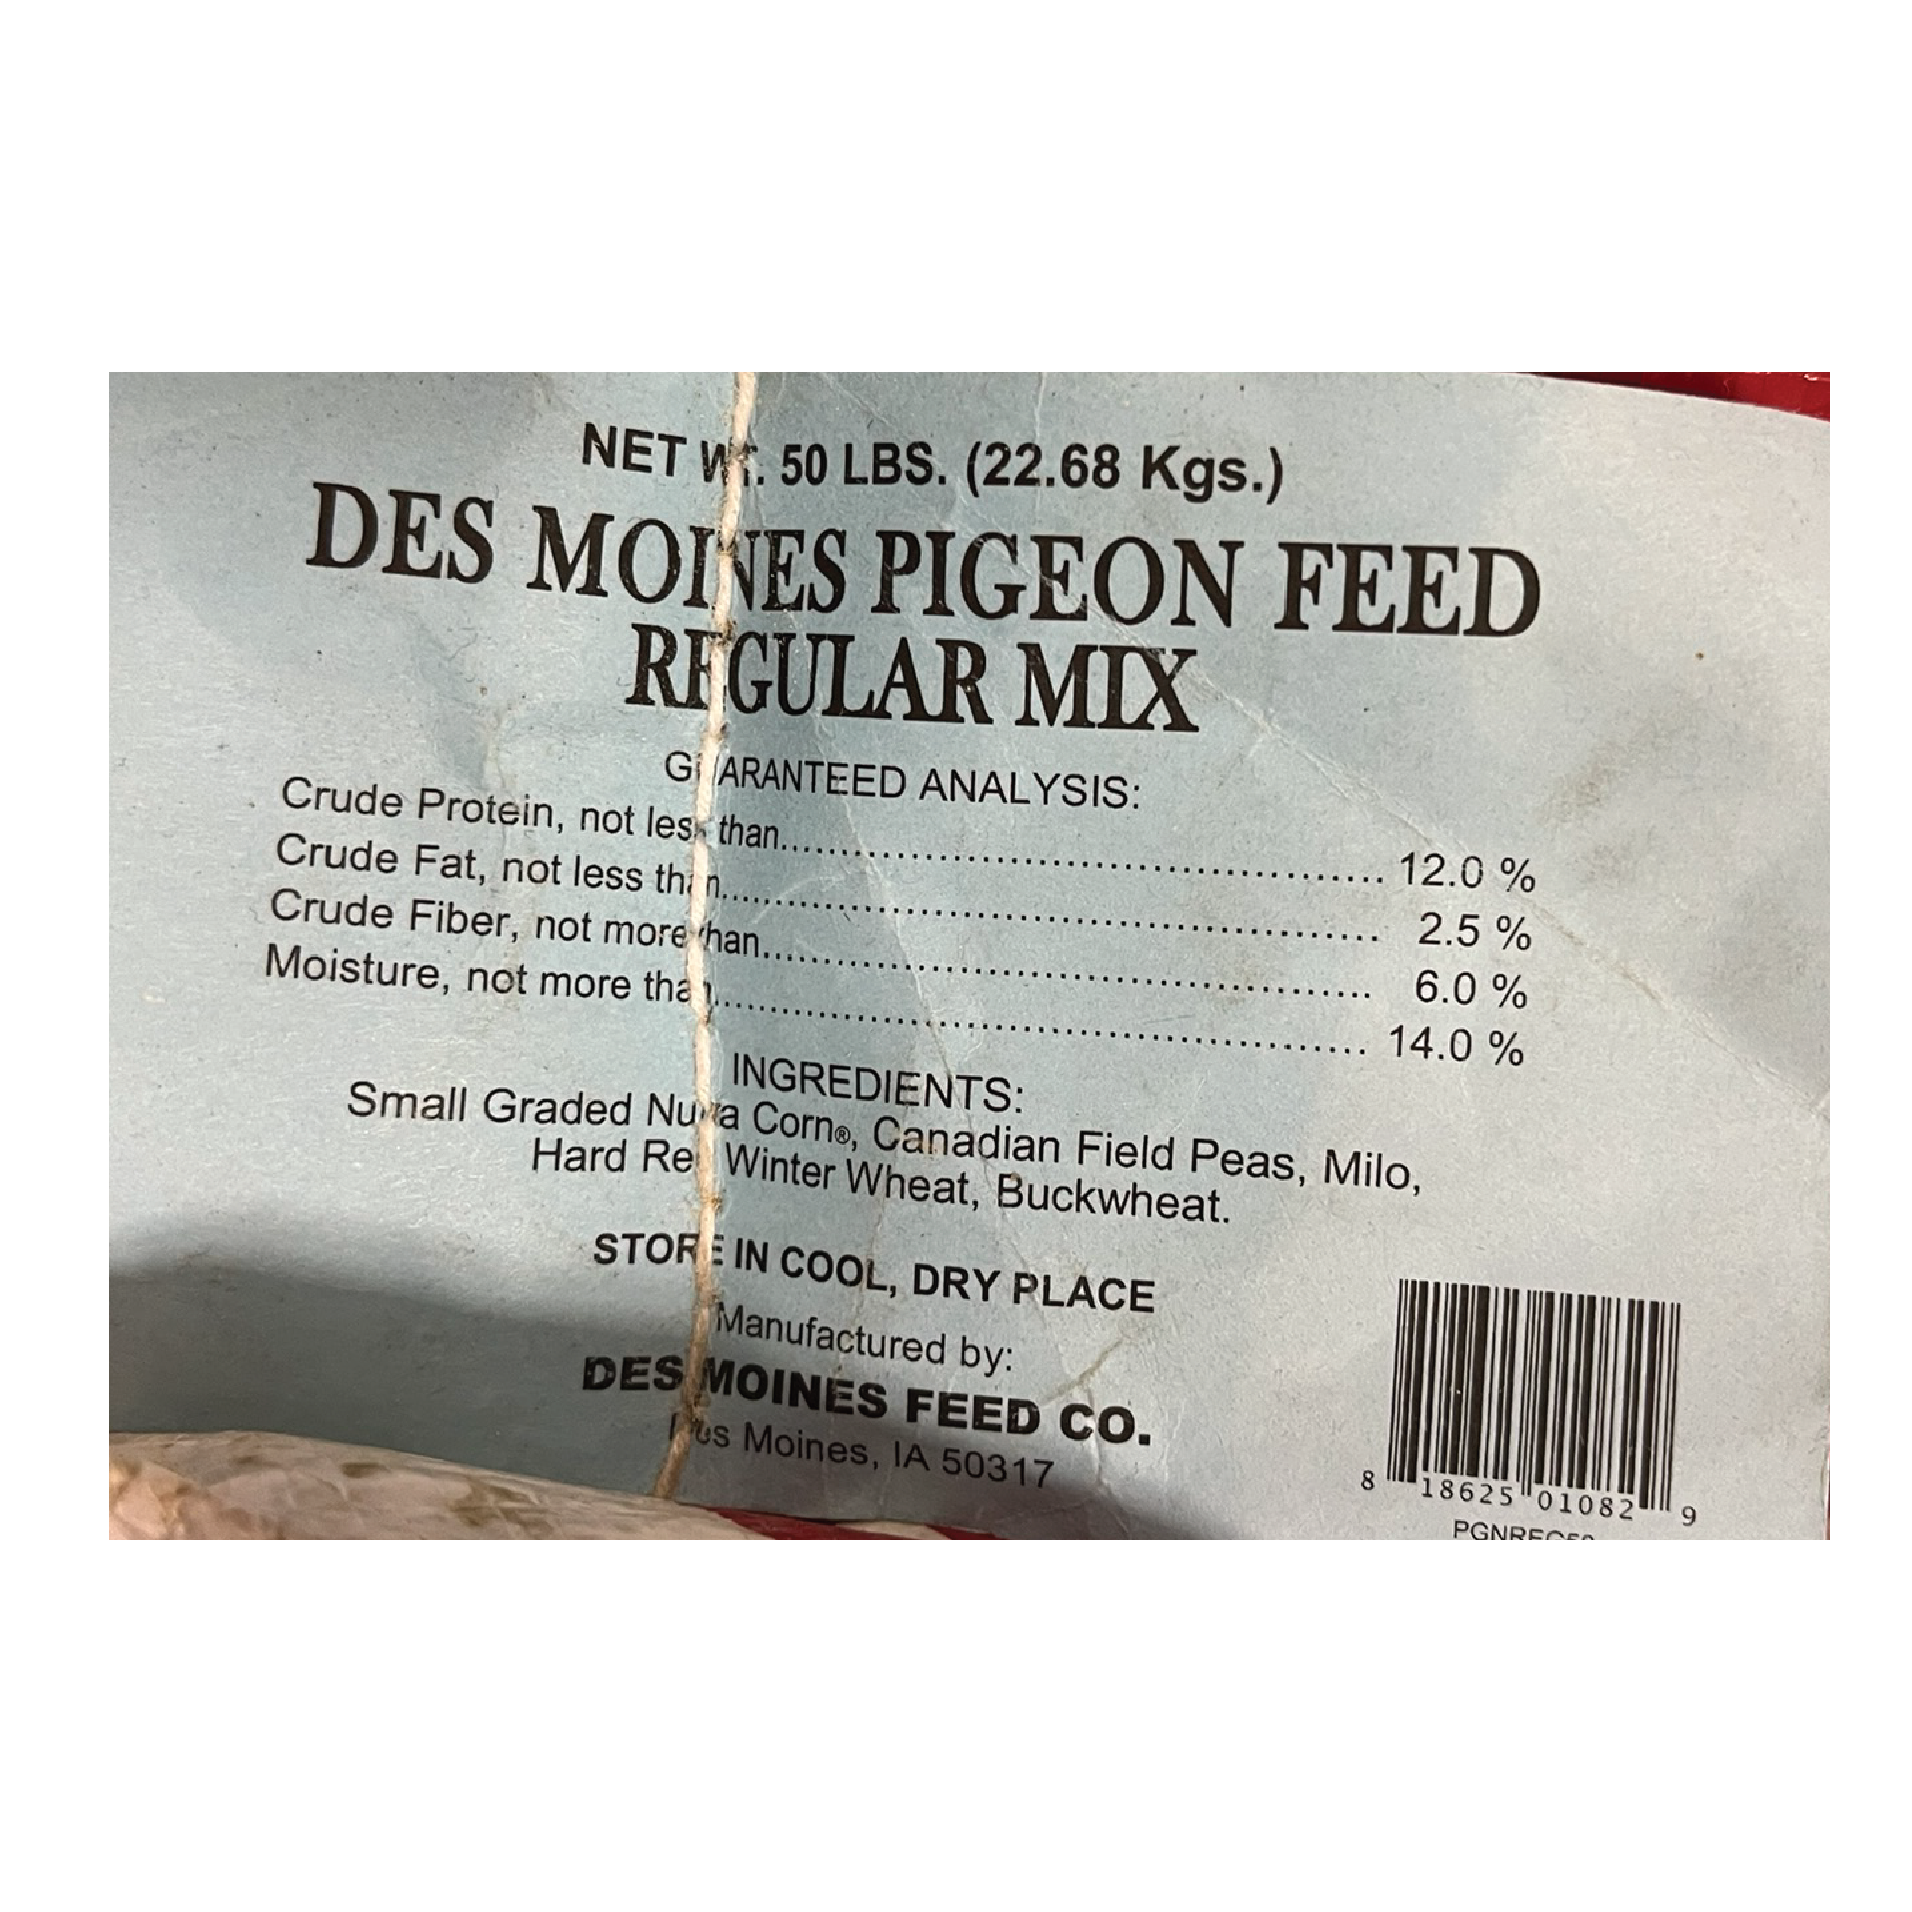 NET WT. 50 LBS. (22.68 Kgs.)
DES MOINES PIGEON FEED
REGULAR MIX
GUARANTEED ANALYSIS:
Crude Protein, not less than.......................................................... 12.0 %
Crude Fat, not less than.......................................................... 2.5 %
Crude Fiber, not more than.......................................................... 6.0 %
Moisture, not more than.......................................................... 14.0 %
INGREDIENTS:
Small Graded Corn®, Canadian Field Peas, Milo,
Hard Red Winter Wheat, Buckwheat.
STORE IN COOL, DRY PLACE
Manufactured by:
DES MOINES FEED CO.
Des Moines, IA 50317
8 18625 01082 9